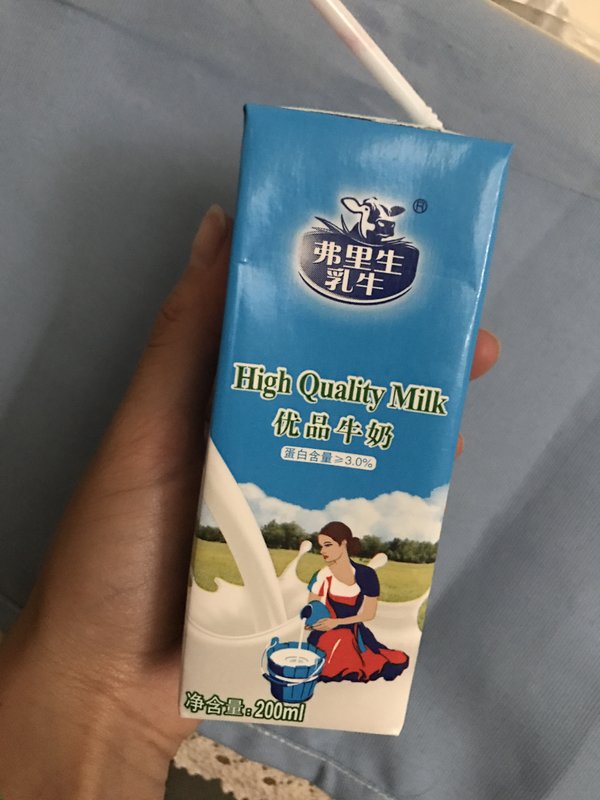 ®
弗里生
乳牛
High Quality Milk
优品牛奶
蛋白含量≥3.0%
净含量:200ml